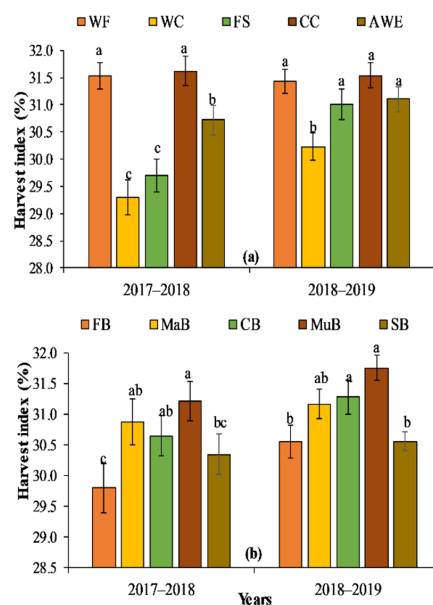 WF WC FS CC AWE
32.0
31.5
31.0
30.5
30.0
29.5
29.0
28.5
28.0
Harvest index (%)
a c c a b
a b a a a
(a)
2017–2018 2018–2019
FB MaB CB MuB SB
32.0
31.5
31.0
30.5
30.0
29.5
29.0
28.5
Harvest index (%)
c ab ab a bc
b ab a a b
(b)
2017–2018 2018–2019
Years